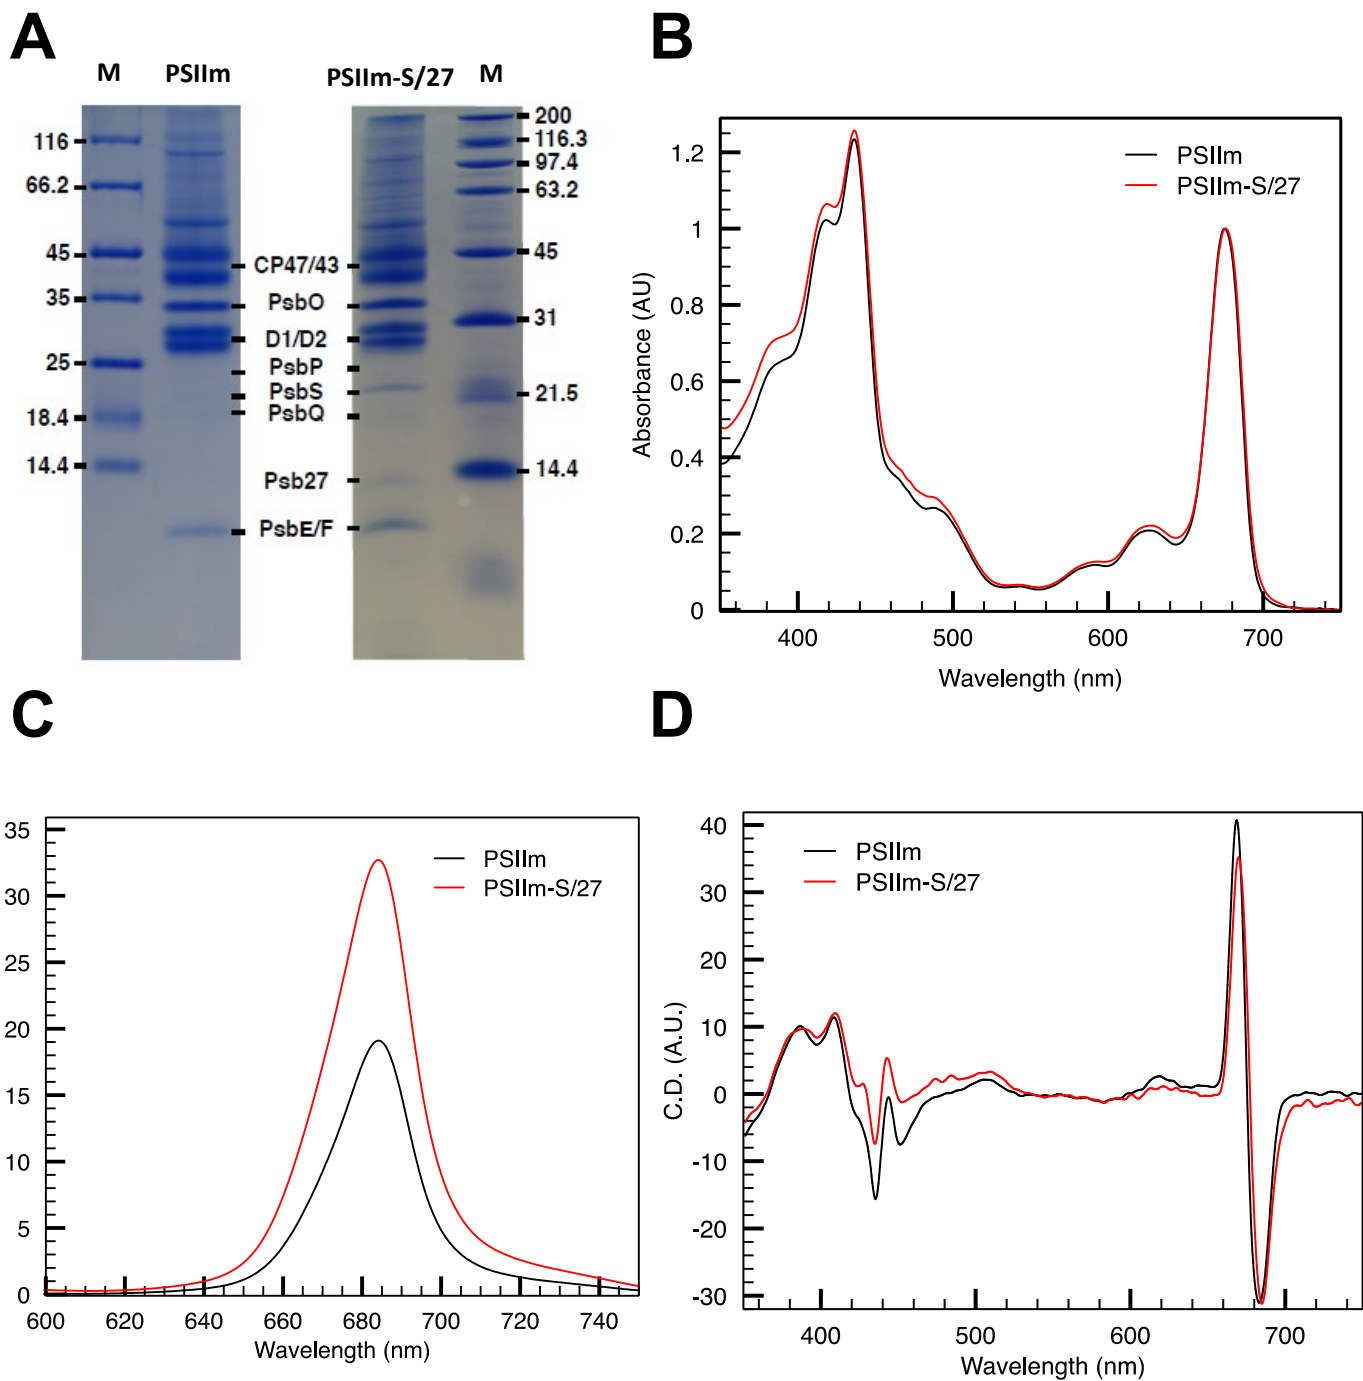 A
B
M PSIIm PSIIm-S/27 M
116
66.2
45
35
25
18.4
14.4
CP47/43
PsbO
D1/D2
PsbP
PsbS
PsbQ
Psb27
PsbE/F
200
116.3
97.4
63.2
45
31
21.5
14.4
PSIIm
PSIIm-S/27
1.2
1
0.8
0.6
0.4
0.2
0
Absorbance (AU)
400 500 600 700
Wavelength (nm)
C
D
35
30
25
20
15
10
5
0
PSIIm
PSIIm-S/27
600 620 640 660 680 700 720 740
Wavelength (nm)
PSIIm
PSIIm-S/27
40
30
20
10
0
-10
-20
-30
C.D. (A.U.)
400 500 600 700
Wavelength (nm)